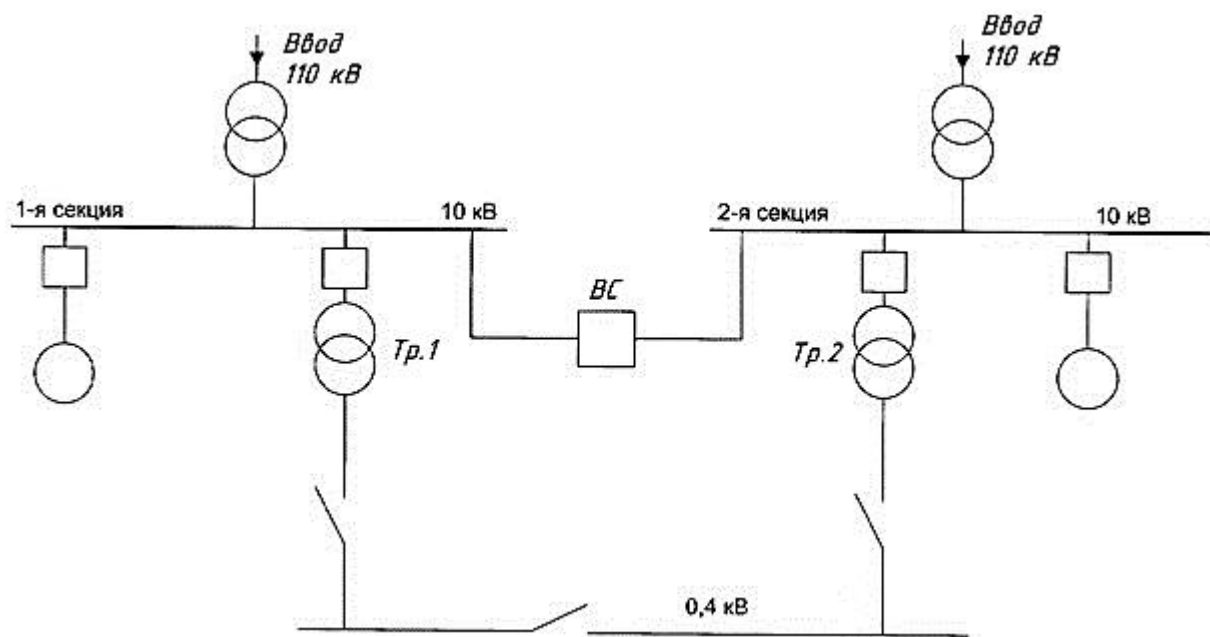 Ввод
110 кВ
Ввод
110 кВ
1-я секция
10 кВ
2-я секция
10 кВ
ВС
Тр.1
Тр.2
0,4 кВ